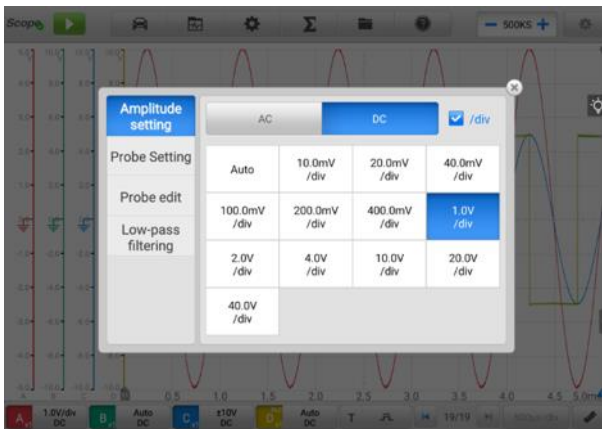 Scope
500KS
Amplitude
setting
Probe Setting
Probe edit
Low-pass
filtering
AC
DC
/div
Auto
10.0mV
/div
20.0mV
/div
40.0mV
/div
100.0mV
/div
200.0mV
/div
400.0mV
/div
1.0V
/div
2.0V
/div
4.0V
/div
10.0V
/div
20.0V
/div
40.0V
/div
0.5
1.0
1.5
2.0
2.5
3.0
3.5
4.0
4.5
5.0m
A
1.0V/div
DC
B
Auto
DC
C
±10V
DC
D
Auto
DC
T
19/19